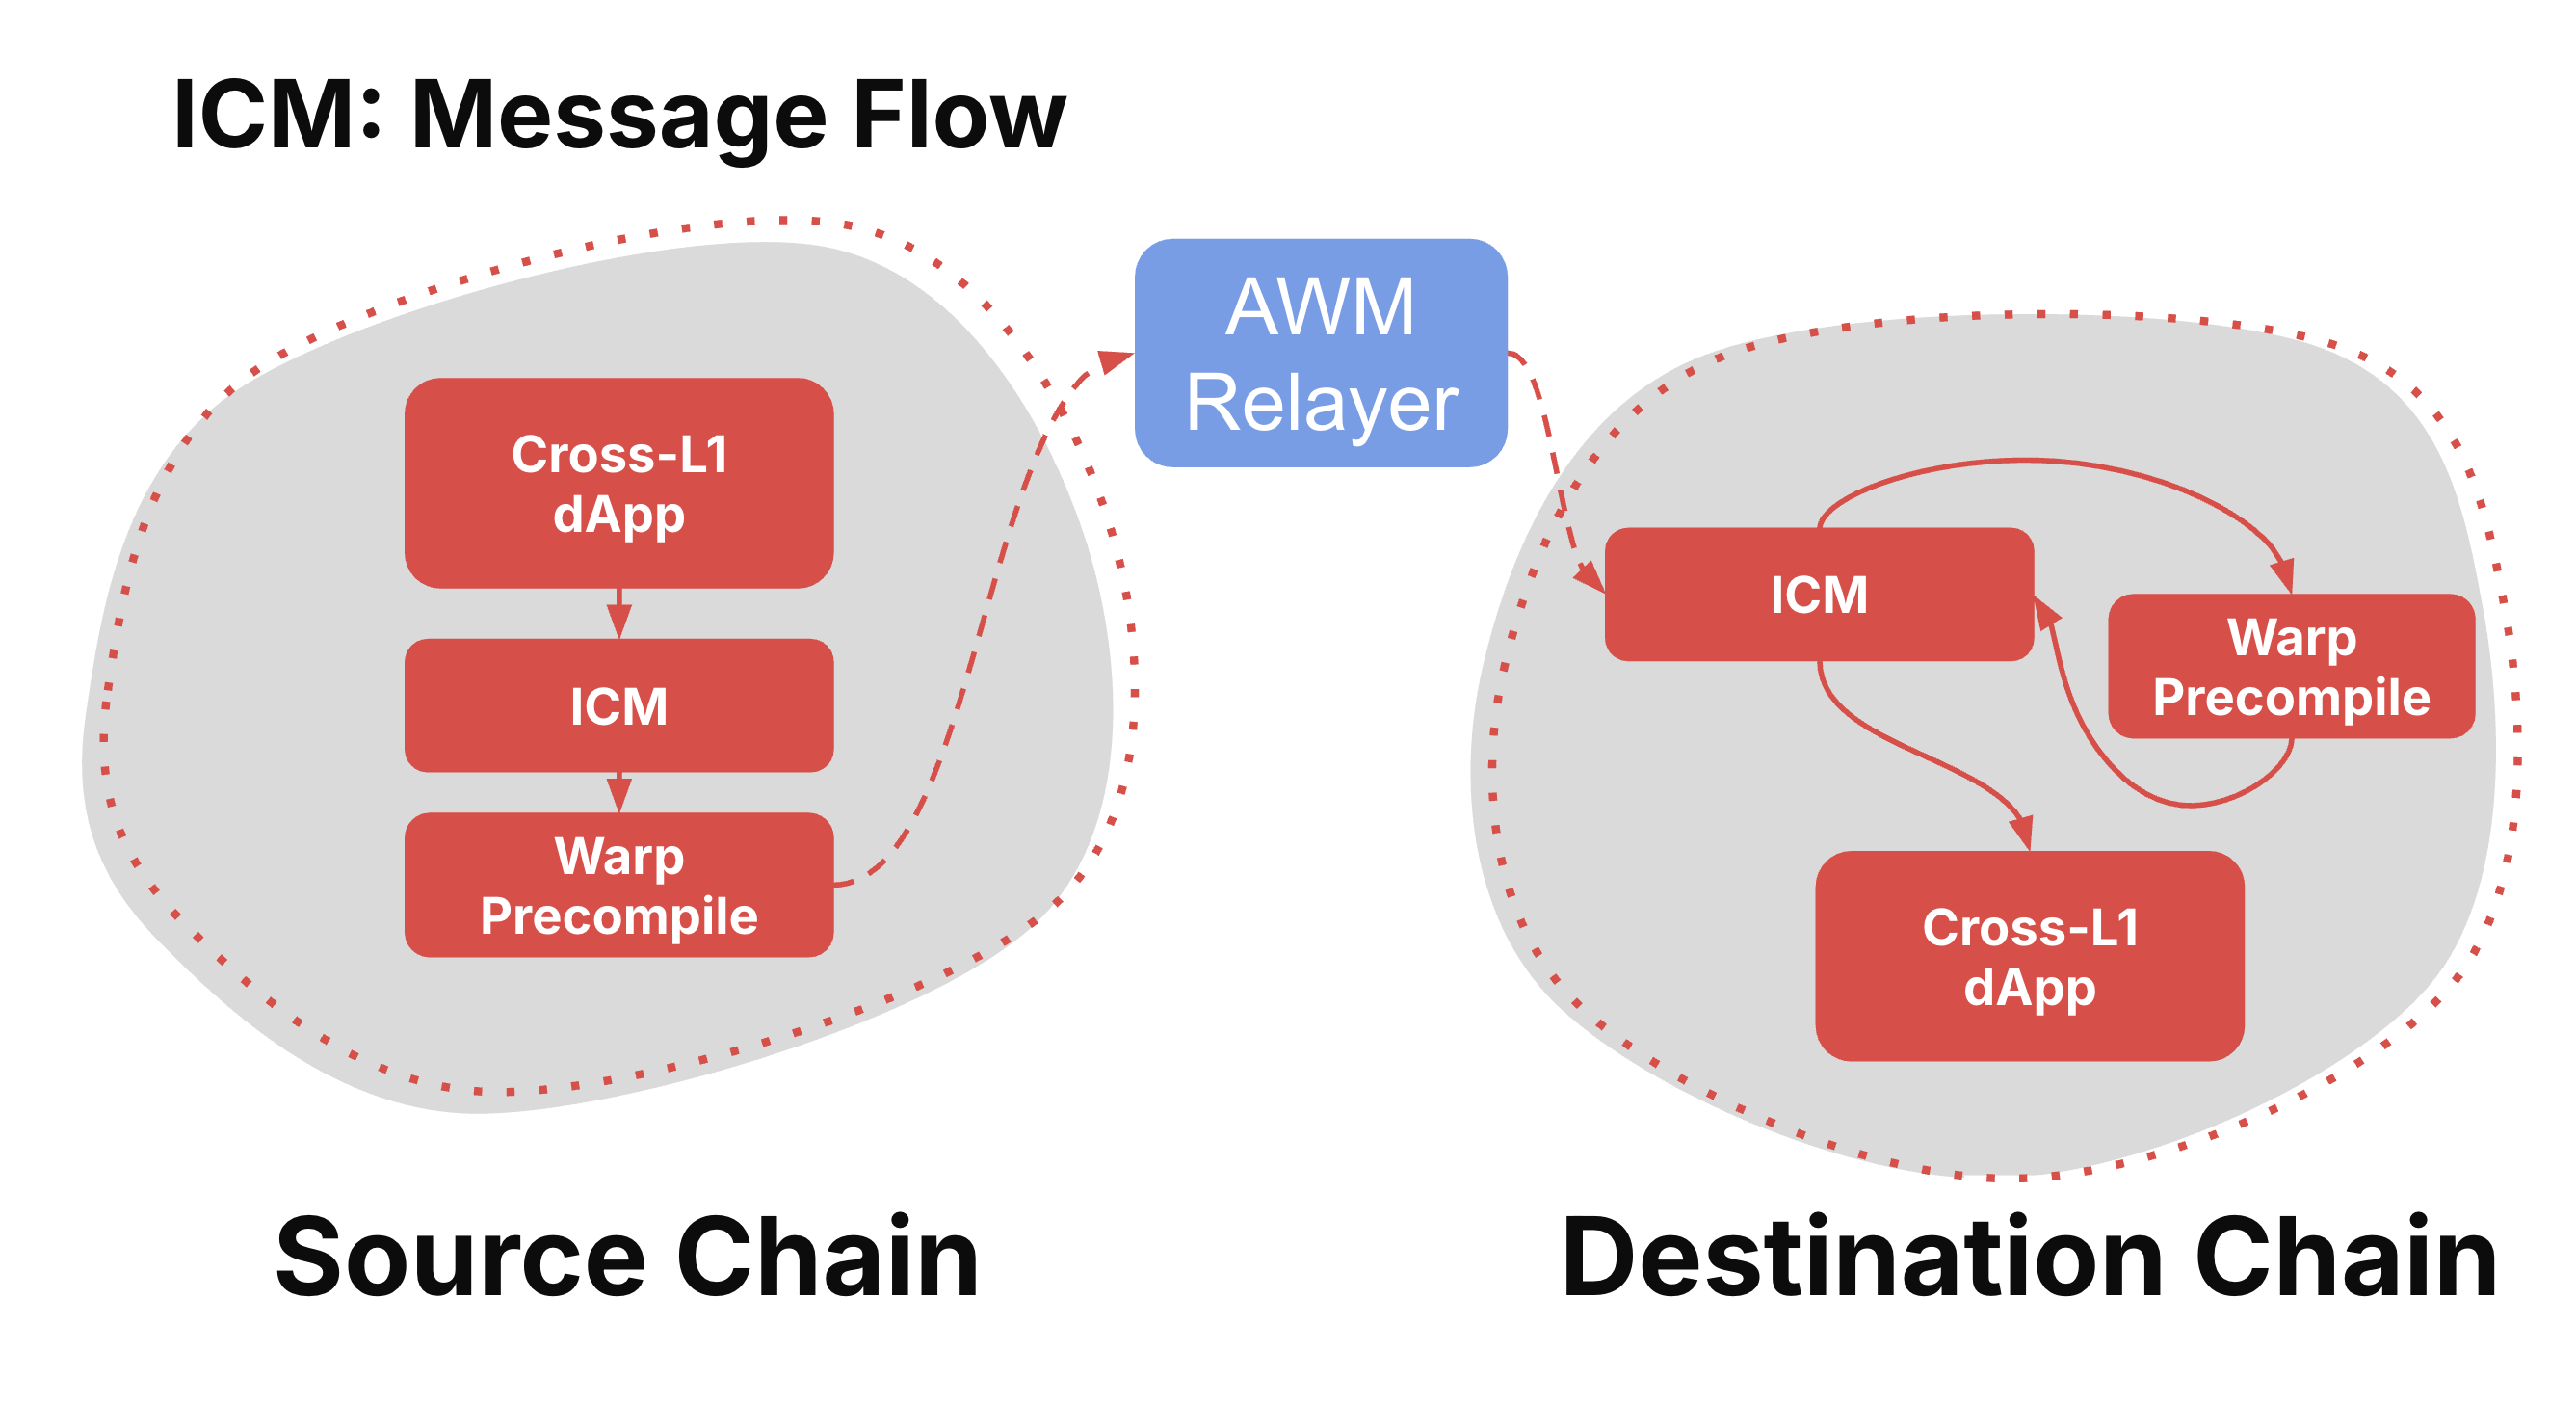 ICM: Message Flow
Cross-L1
dApp
ICM
Warp
Precompile
AWM
Relayer
ICM
Warp
Precompile
Cross-L1
dApp
Source Chain
Destination Chain